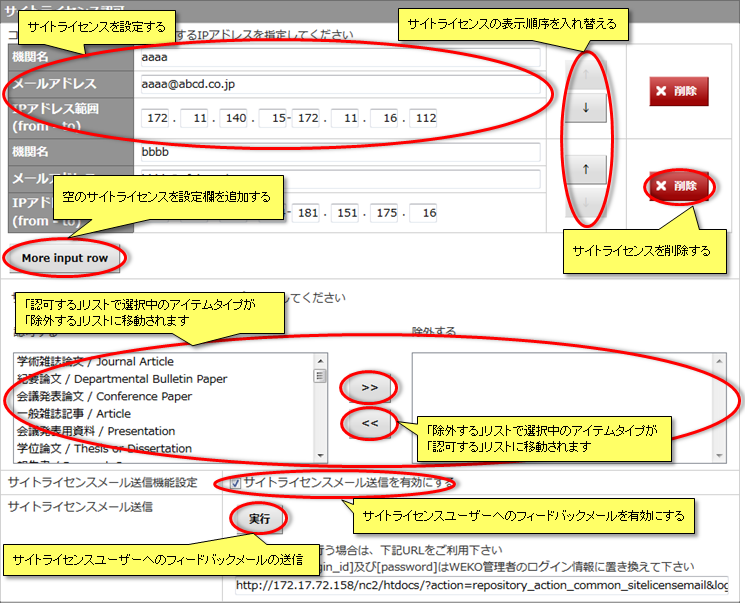 サイトライセンス認可
サイトライセンスを設定する
するIPアドレスを指定してください
サイトライセンスの表示順序を入れ替える
機関名 aaaa
メールアドレス aaaa@abcd.co.jp
IPアドレス範囲
(from - to) 172 . 11 . 140 . 15 - 172 . 11 . 16 . 112
↑
↓
✕ 削除
機関名 bbbb
メールアドレス
空のサイトライセンスを設定欄を追加する
(from - to) 181 . 151 . 175 . 16
↑
↓
✕ 削除
サイトライセンスを削除する
More input row
してください
「認可する」リストで選択中のアイテムタイプが
「除外する」リストに移動されます
除外する
学術雑誌論文 / Journal Article
紀要論文 / Departmental Bulletin Paper
会議発表論文 / Conference Paper
一般雑誌記事 / Article
会議発表用資料 / Presentation
学位論文 / Thesis or Dissertation
>>
<<
「除外する」リストで選択中のアイテムタイプが
「認可する」リストに移動されます
サイトライセンスメール送信機能設定 サイトライセンスメール送信を有効にする
サイトライセンスメール送信 実行
サイトライセンスユーザーへのフィードバックメールを有効にする
サイトライセンスユーザーへのフィードバックメールの送信
行う場合は、下記URLをご利用下さい
in_id]及び[password]はWEKO管理者のログイン情報に置き換えて下さい
http://172.17.72.158/nc2/htdocs/?action=repository_action_common_sitelicensemail&log